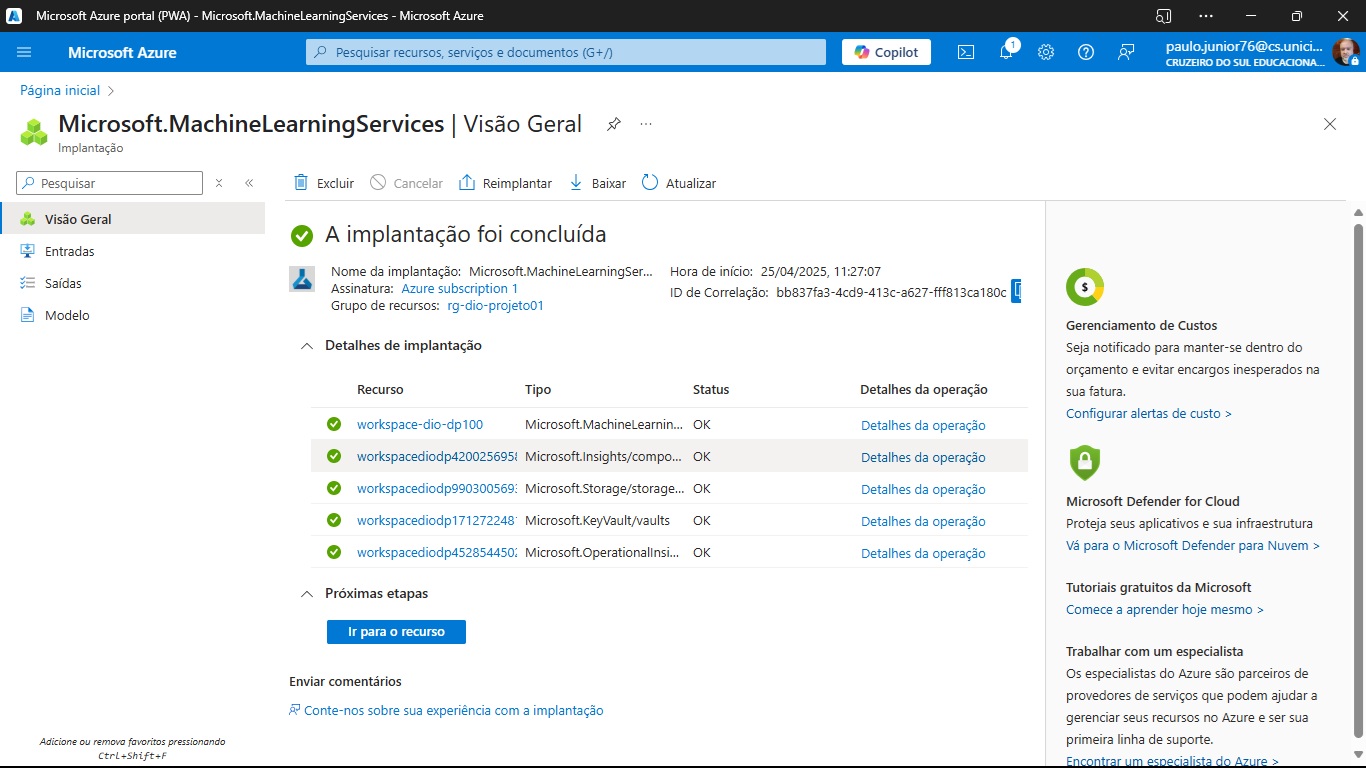 Microsoft Azure portal (PWA) - Microsoft.MachineLearningServices - Microsoft Azure
Microsoft Azure
Pesquisar recursos, serviços e documentos (G+/)
Copilot
1
paulo.junior76@cs.unici...
CRUZEIRO DO SUL EDUCACIONA...
Página inicial
Microsoft.MachineLearningServices | Visão Geral
Implantação
Pesquisar
Excluir
Cancelar
Reimplantar
Baixar
Atualizar
Visão Geral
Entradas
Saídas
Modelo
A implantação foi concluída
Nome da implantação: Microsoft.MachineLearningSer...
Assinatura: Azure subscription 1
Grupo de recursos: rg-dio-projeto01
Hora de início: 25/04/2025, 11:27:07
ID de Correlação: bb837fa3-4cd9-413c-a627-fff813ca180c
Detalhes de implantação
Recurso Tipo Status Detalhes da operação
workspace-dio-dp100 Microsoft.MachineLearnin... OK Detalhes da operação
workspacediodp4200256958 Microsoft.Insights/compo... OK Detalhes da operação
workspacediodp990300569 Microsoft.Storage/storage... OK Detalhes da operação
workspacediodp171272248 Microsoft.KeyVault/vaults OK Detalhes da operação
workspacediodp452854450 Microsoft.OperationalInsi... OK Detalhes da operação
Próximas etapas
Ir para o recurso
Enviar comentários
Conte-nos sobre sua experiência com a implantação
Adicione ou remova favoritos pressionando
Ctrl+Shift+F
$
Gerenciamento de Custos
Seja notificado para manter-se dentro do
orçamento e evitar encargos inesperados na
sua fatura.
Configurar alertas de custo >
Microsoft Defender for Cloud
Proteja seus aplicativos e sua infraestrutura
Vá para o Microsoft Defender para Nuvem >
Tutoriais gratuitos da Microsoft
Comece a aprender hoje mesmo >
Trabalhar com um especialista
Os especialistas do Azure são parceiros de
provedores de serviços que podem ajudar a
gerenciar seus recursos no Azure e ser sua
primeira linha de suporte.
Encontrar um especialista do Azure >